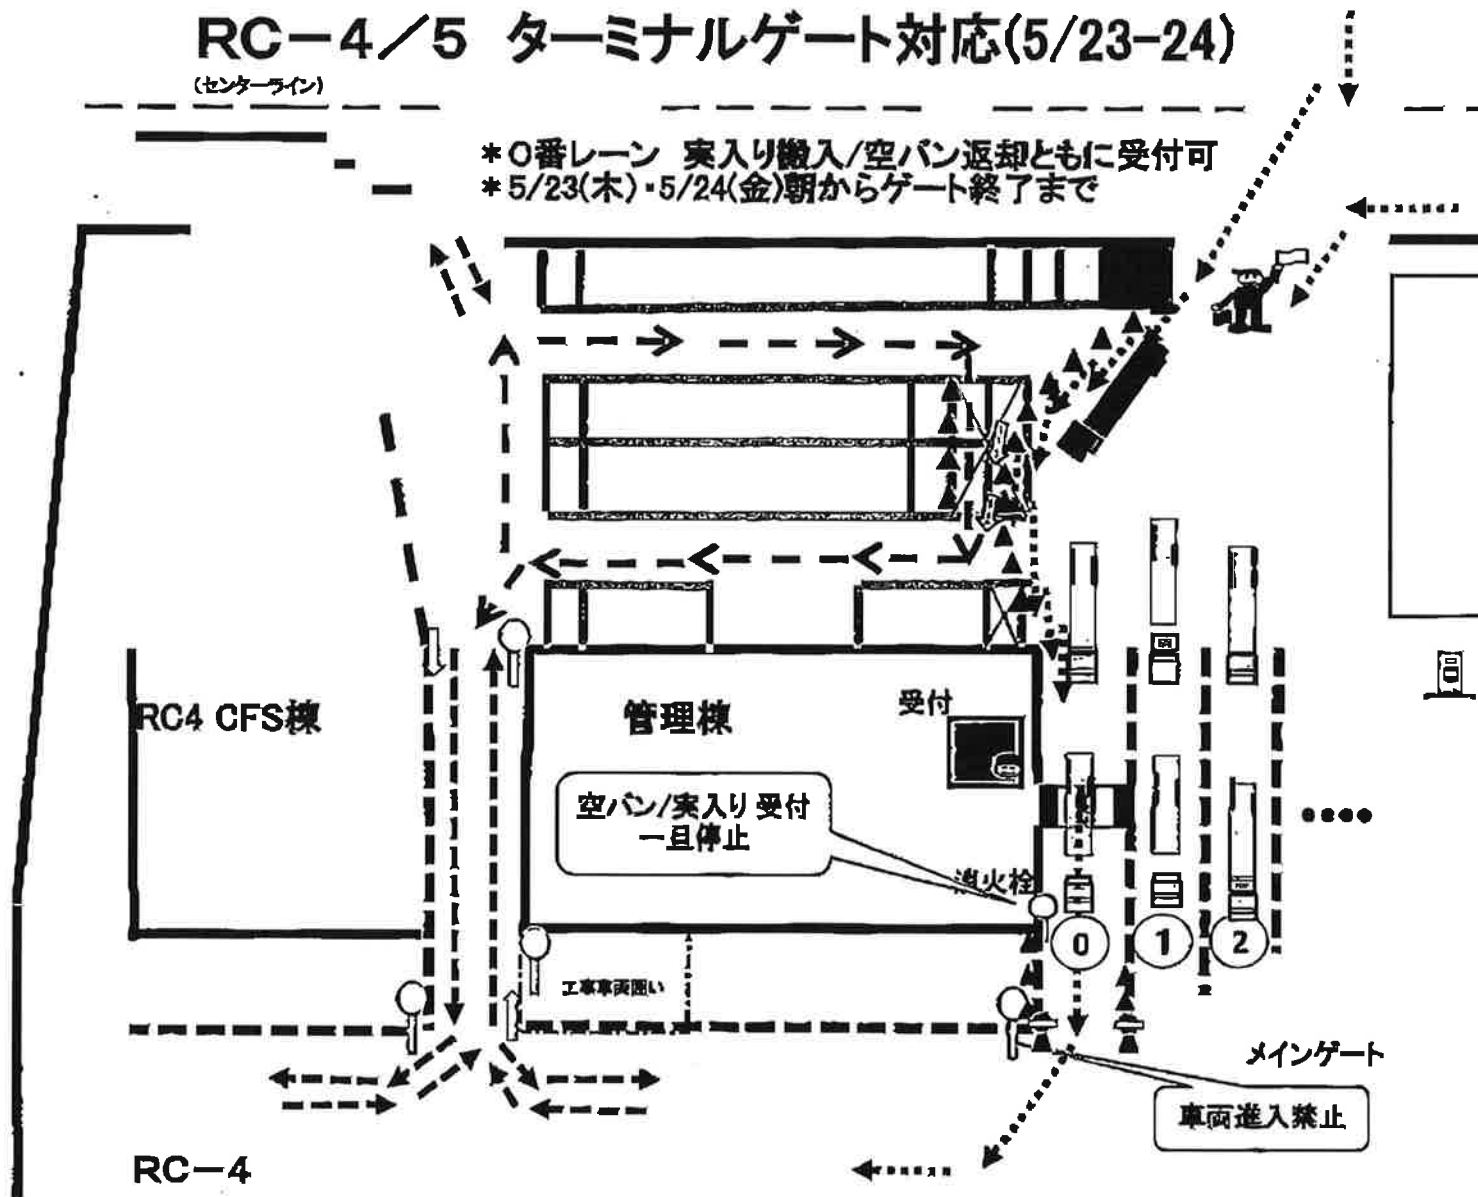 RC－4／5 ターミナルゲート対応(5/23-24)
(センターライン)
＊0番レーン 実入り搬入/空バン返却ともに受付可
＊5/23(木)・5/24(金)朝からゲート終了まで
RC4 CFS棟
管理棟
受付
空バン/実入り 受付
一旦停止
消火栓
0
1
2
工事車両囲い
メインゲート
車両進入禁止
RC－4